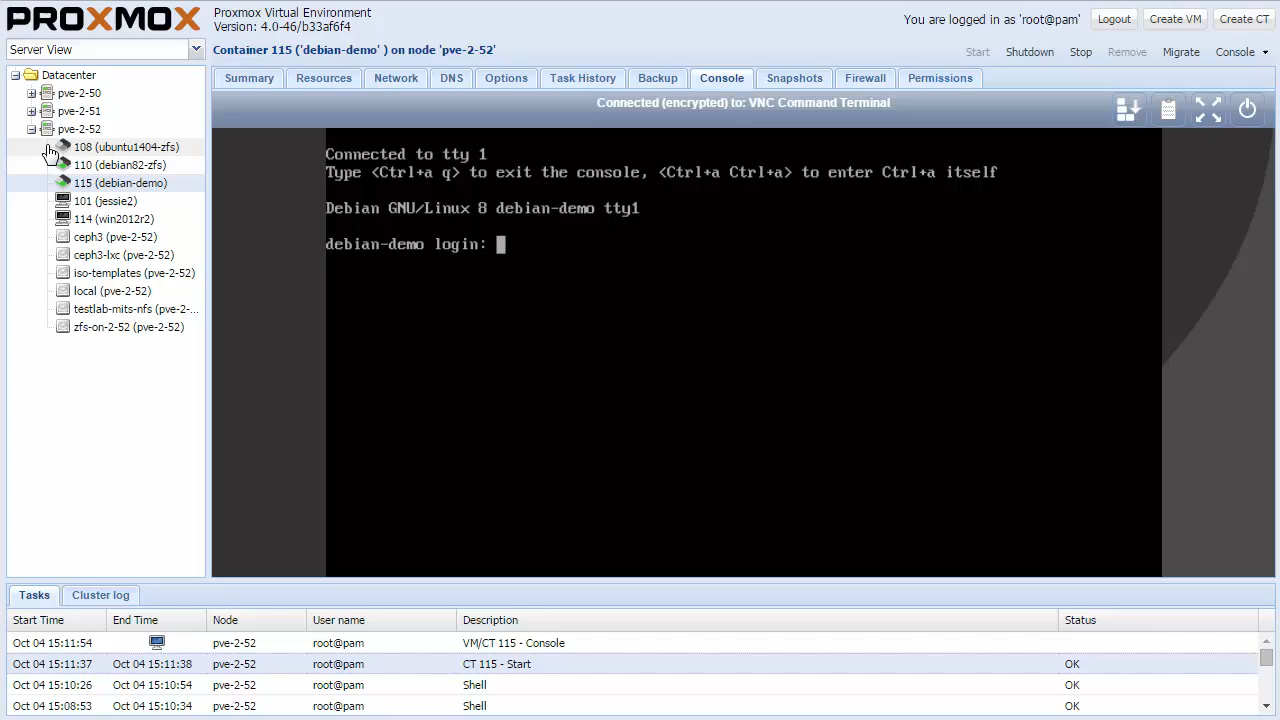 PROXMOX
Proxmox Virtual Environment
Version: 4.0-46/b33af6f4
You are logged in as 'root@pam'
Logout
Create VM
Create CT
Server View
Container 115 ('debian-demo' ) on node 'pve-2-52'
Start
Shutdown
Stop
Remove
Migrate
Console
Datacenter
pve-2-50
pve-2-51
pve-2-52
108 (ubuntu1404-zfs)
110 (debian82-zfs)
115 (debian-demo)
101 (jessie2)
114 (win2012r2)
ceph3 (pve-2-52)
ceph3-lxc (pve-2-52)
iso-templates (pve-2-52)
local (pve-2-52)
testlab-mits-nfs (pve-2-...
zfs-on-2-52 (pve-2-52)
Summary
Resources
Network
DNS
Options
Task History
Backup
Console
Snapshots
Firewall
Permissions
Connected (encrypted) to: VNC Command Terminal
Connected to tty 1
Type <Ctrl+a q> to exit the console, <Ctrl+a Ctrl+a> to enter Ctrl+a itself
Debian GNU/Linux 8 debian-demo tty1
debian-demo login:
Tasks
Cluster log
Start Time End Time Node User name Description Status
Oct 04 15:11:54 pve-2-52 root@pam VM/CT 115 - Console
Oct 04 15:11:37 Oct 04 15:11:38 pve-2-52 root@pam CT 115 - Start OK
Oct 04 15:10:26 Oct 04 15:10:54 pve-2-52 root@pam Shell OK
Oct 04 15:08:53 Oct 04 15:10:34 pve-2-52 root@pam Shell OK